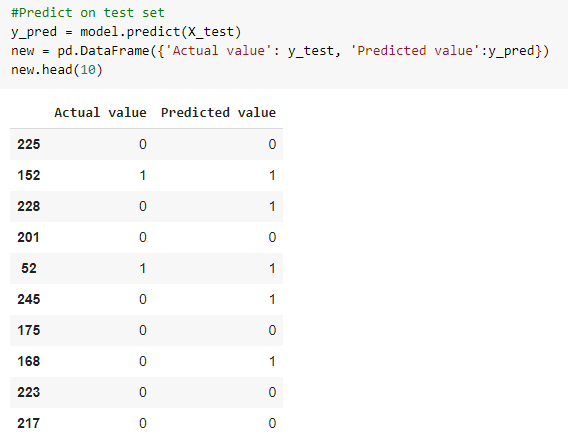 #Predict on test set
y_pred = model.predict(X_test)
new = pd.DataFrame({'Actual value': y_test, 'Predicted value':y_pred})
new.head(10)
Actual value Predicted value
225 0 0
152 1 1
228 0 1
201 0 0
52 1 1
245 0 1
175 0 0
168 0 1
223 0 0
217 0 0